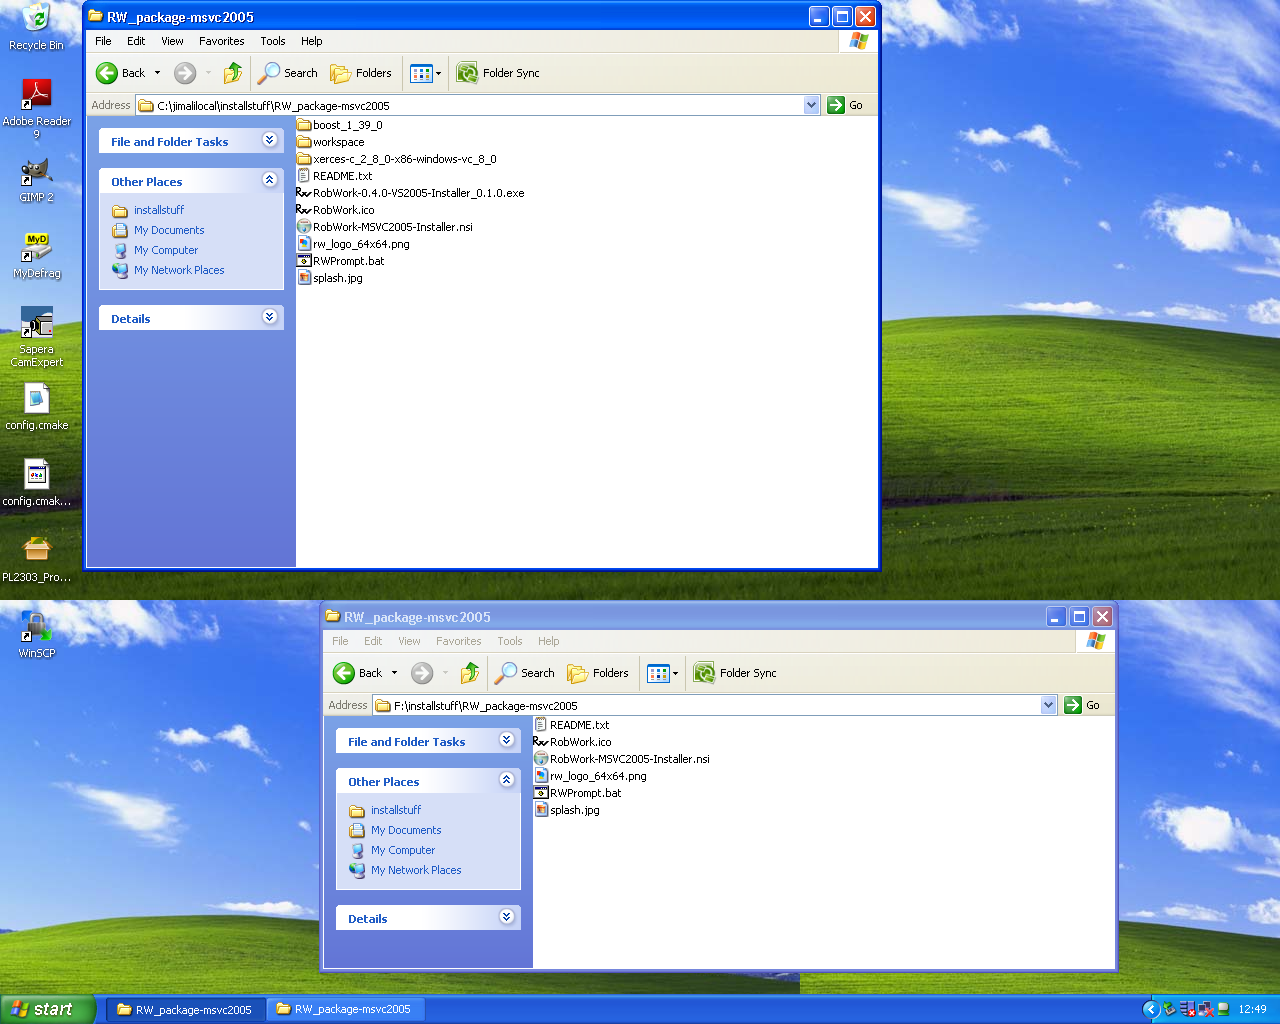 Recycle Bin
Adobe Reader
9
GIMP 2
MyD
MyDefrag
Sapera
CamExpert
config.cmake
config.cmak...
PL2303_Pro...
RW_package-msvc2005
File Edit View Favorites Tools Help
Back Search Folders Folder Sync
Address C:\jimali\local\installstuff\RW_package-msvc2005 Go
File and Folder Tasks
Other Places
installstuff
My Documents
My Computer
My Network Places
Details
boost_1_39_0
workspace
xerces-c_2_8_0-x86-windows-vc_8_0
README.txt
RobWork-0.4.0-VS2005-Installer_0.1.0.exe
RobWork.ico
RobWork-MSVC2005-Installer.nsi
rw_logo_64x64.png
RWPrompt.bat
splash.jpg
WinSCP
RW_package-msvc2005
File Edit View Favorites Tools Help
Back Search Folders Folder Sync
Address F:\installstuff\RW_package-msvc2005 Go
File and Folder Tasks
Other Places
installstuff
My Documents
My Computer
My Network Places
Details
README.txt
RobWork.ico
RobWork-MSVC2005-Installer.nsi
rw_logo_64x64.png
RWPrompt.bat
splash.jpg
start RW_package-msvc2005 RW_package-msvc2005 12:49